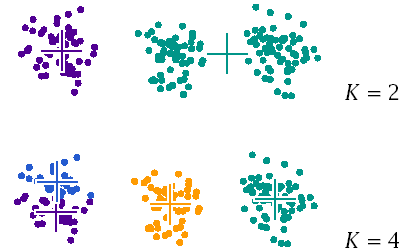 K = 2
K = 4